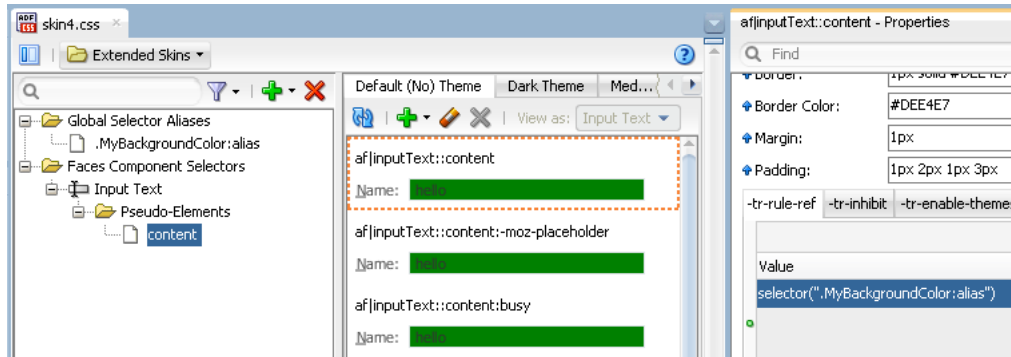 ADF
CSS
skin4.css
Extended Skins
Global Selector Aliases
.MyBackgroundColor:alias
Faces Component Selectors
Input Text
Pseudo-Elements
content
Default (No) Theme
Dark Theme
Med...
View as:
Input Text
af|inputText::content
Name:
hello
af|inputText::content:-moz-placeholder
Name:
hello
af|inputText::content:busy
Name:
hello
af|inputText::content - Properties
Find
Border Color:
#DEE4E7
Margin:
1px
Padding:
1px 2px 1px 3px
-tr-rule-ref
-tr-inhibit
-tr-enable-themes
Value
selector(".MyBackgroundColor:alias")